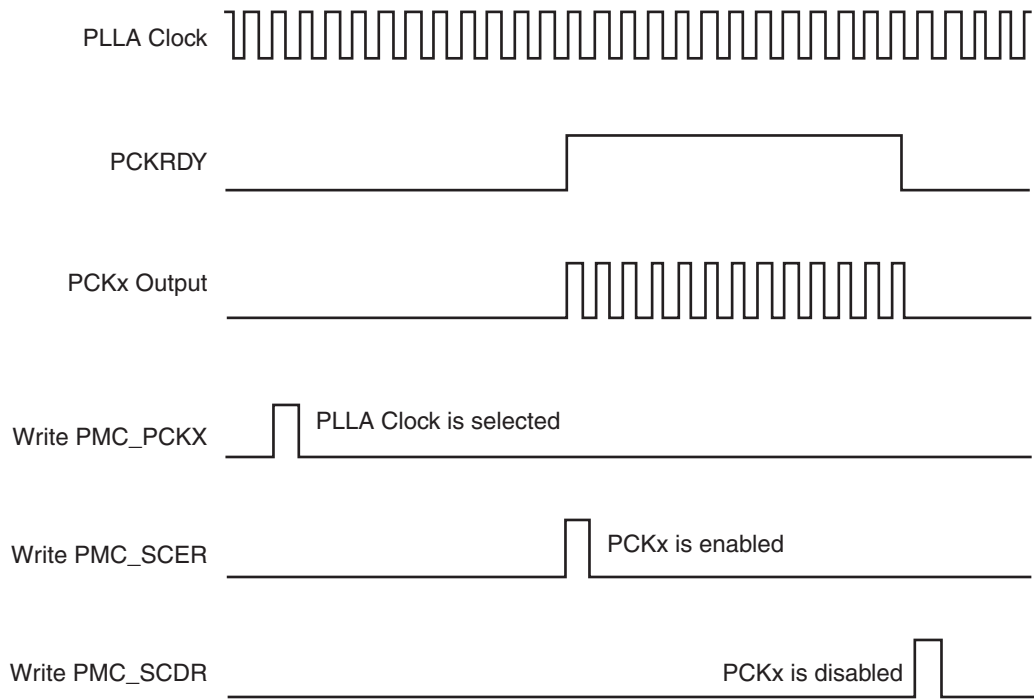 PLLA Clock
PCKRDY
PCKx Output
Write PMC_PCKX
PLLA Clock is selected
Write PMC_SCER
PCKx is enabled
Write PMC_SCDR
PCKx is disabled